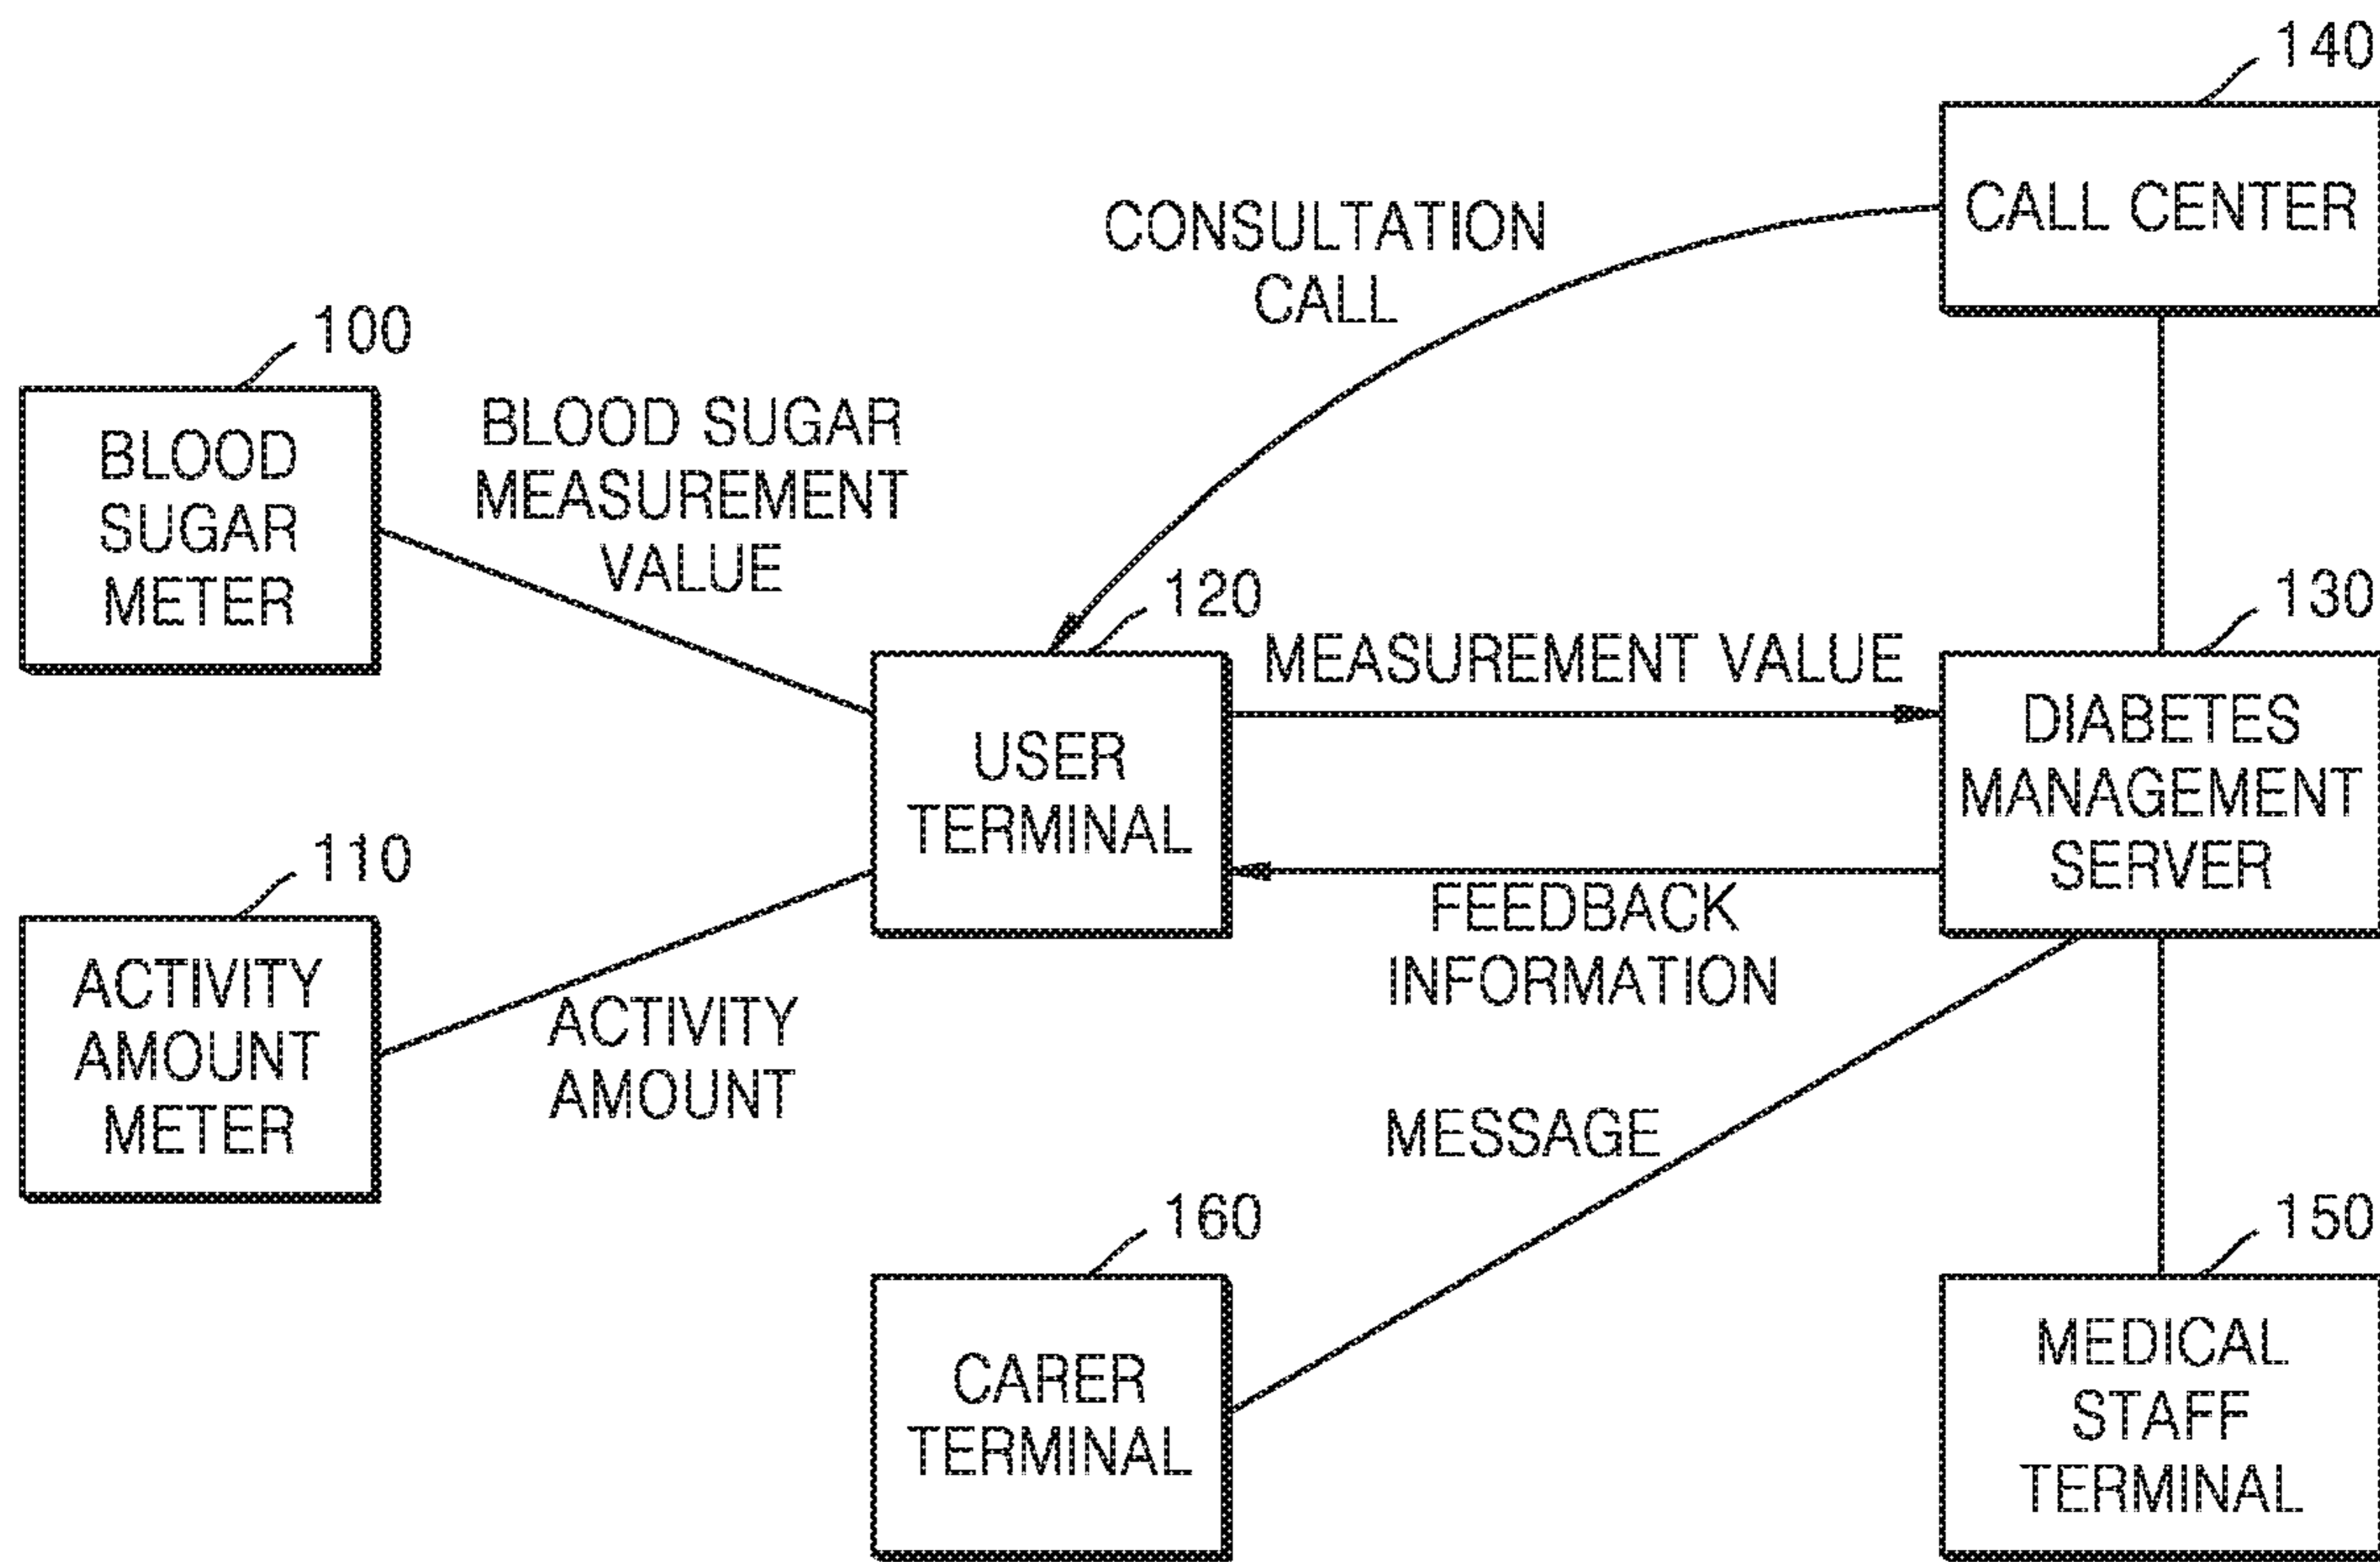 140
CALL CENTER
CONSULTATION
CALL
100
BLOOD
SUGAR
METER
BLOOD SUGAR
MEASUREMENT
VALUE
120
USER
TERMINAL
MEASUREMENT VALUE
130
DIABETES
MANAGEMENT
SERVER
FEEDBACK
INFORMATION
110
ACTIVITY
AMOUNT
METER
ACTIVITY
AMOUNT
MESSAGE
160
CARER
TERMINAL
150
MEDICAL
STAFF
TERMINAL